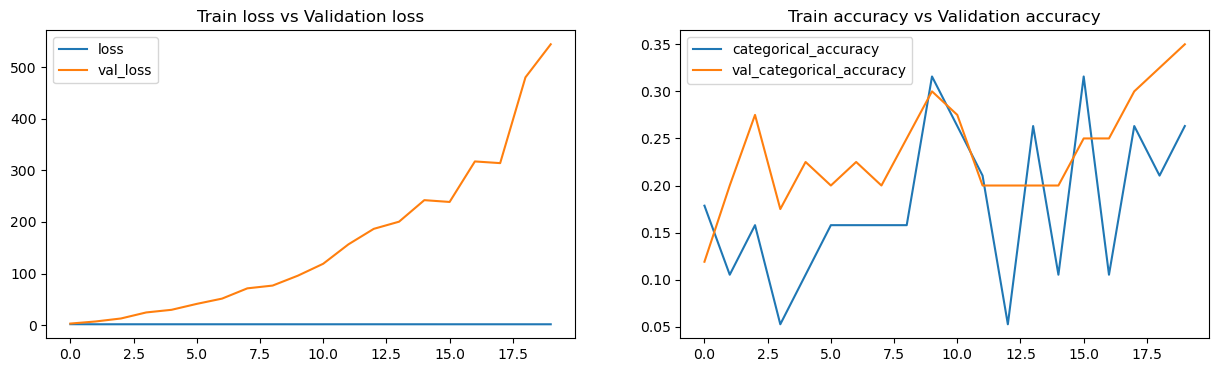 Train loss vs Validation loss
loss
val_loss
500
400
300
200
100
0
0.0 2.5 5.0 7.5 10.0 12.5 15.0 17.5
Train accuracy vs Validation accuracy
categorical_accuracy
val_categorical_accuracy
0.35
0.30
0.25
0.20
0.15
0.10
0.05
0.0 2.5 5.0 7.5 10.0 12.5 15.0 17.5